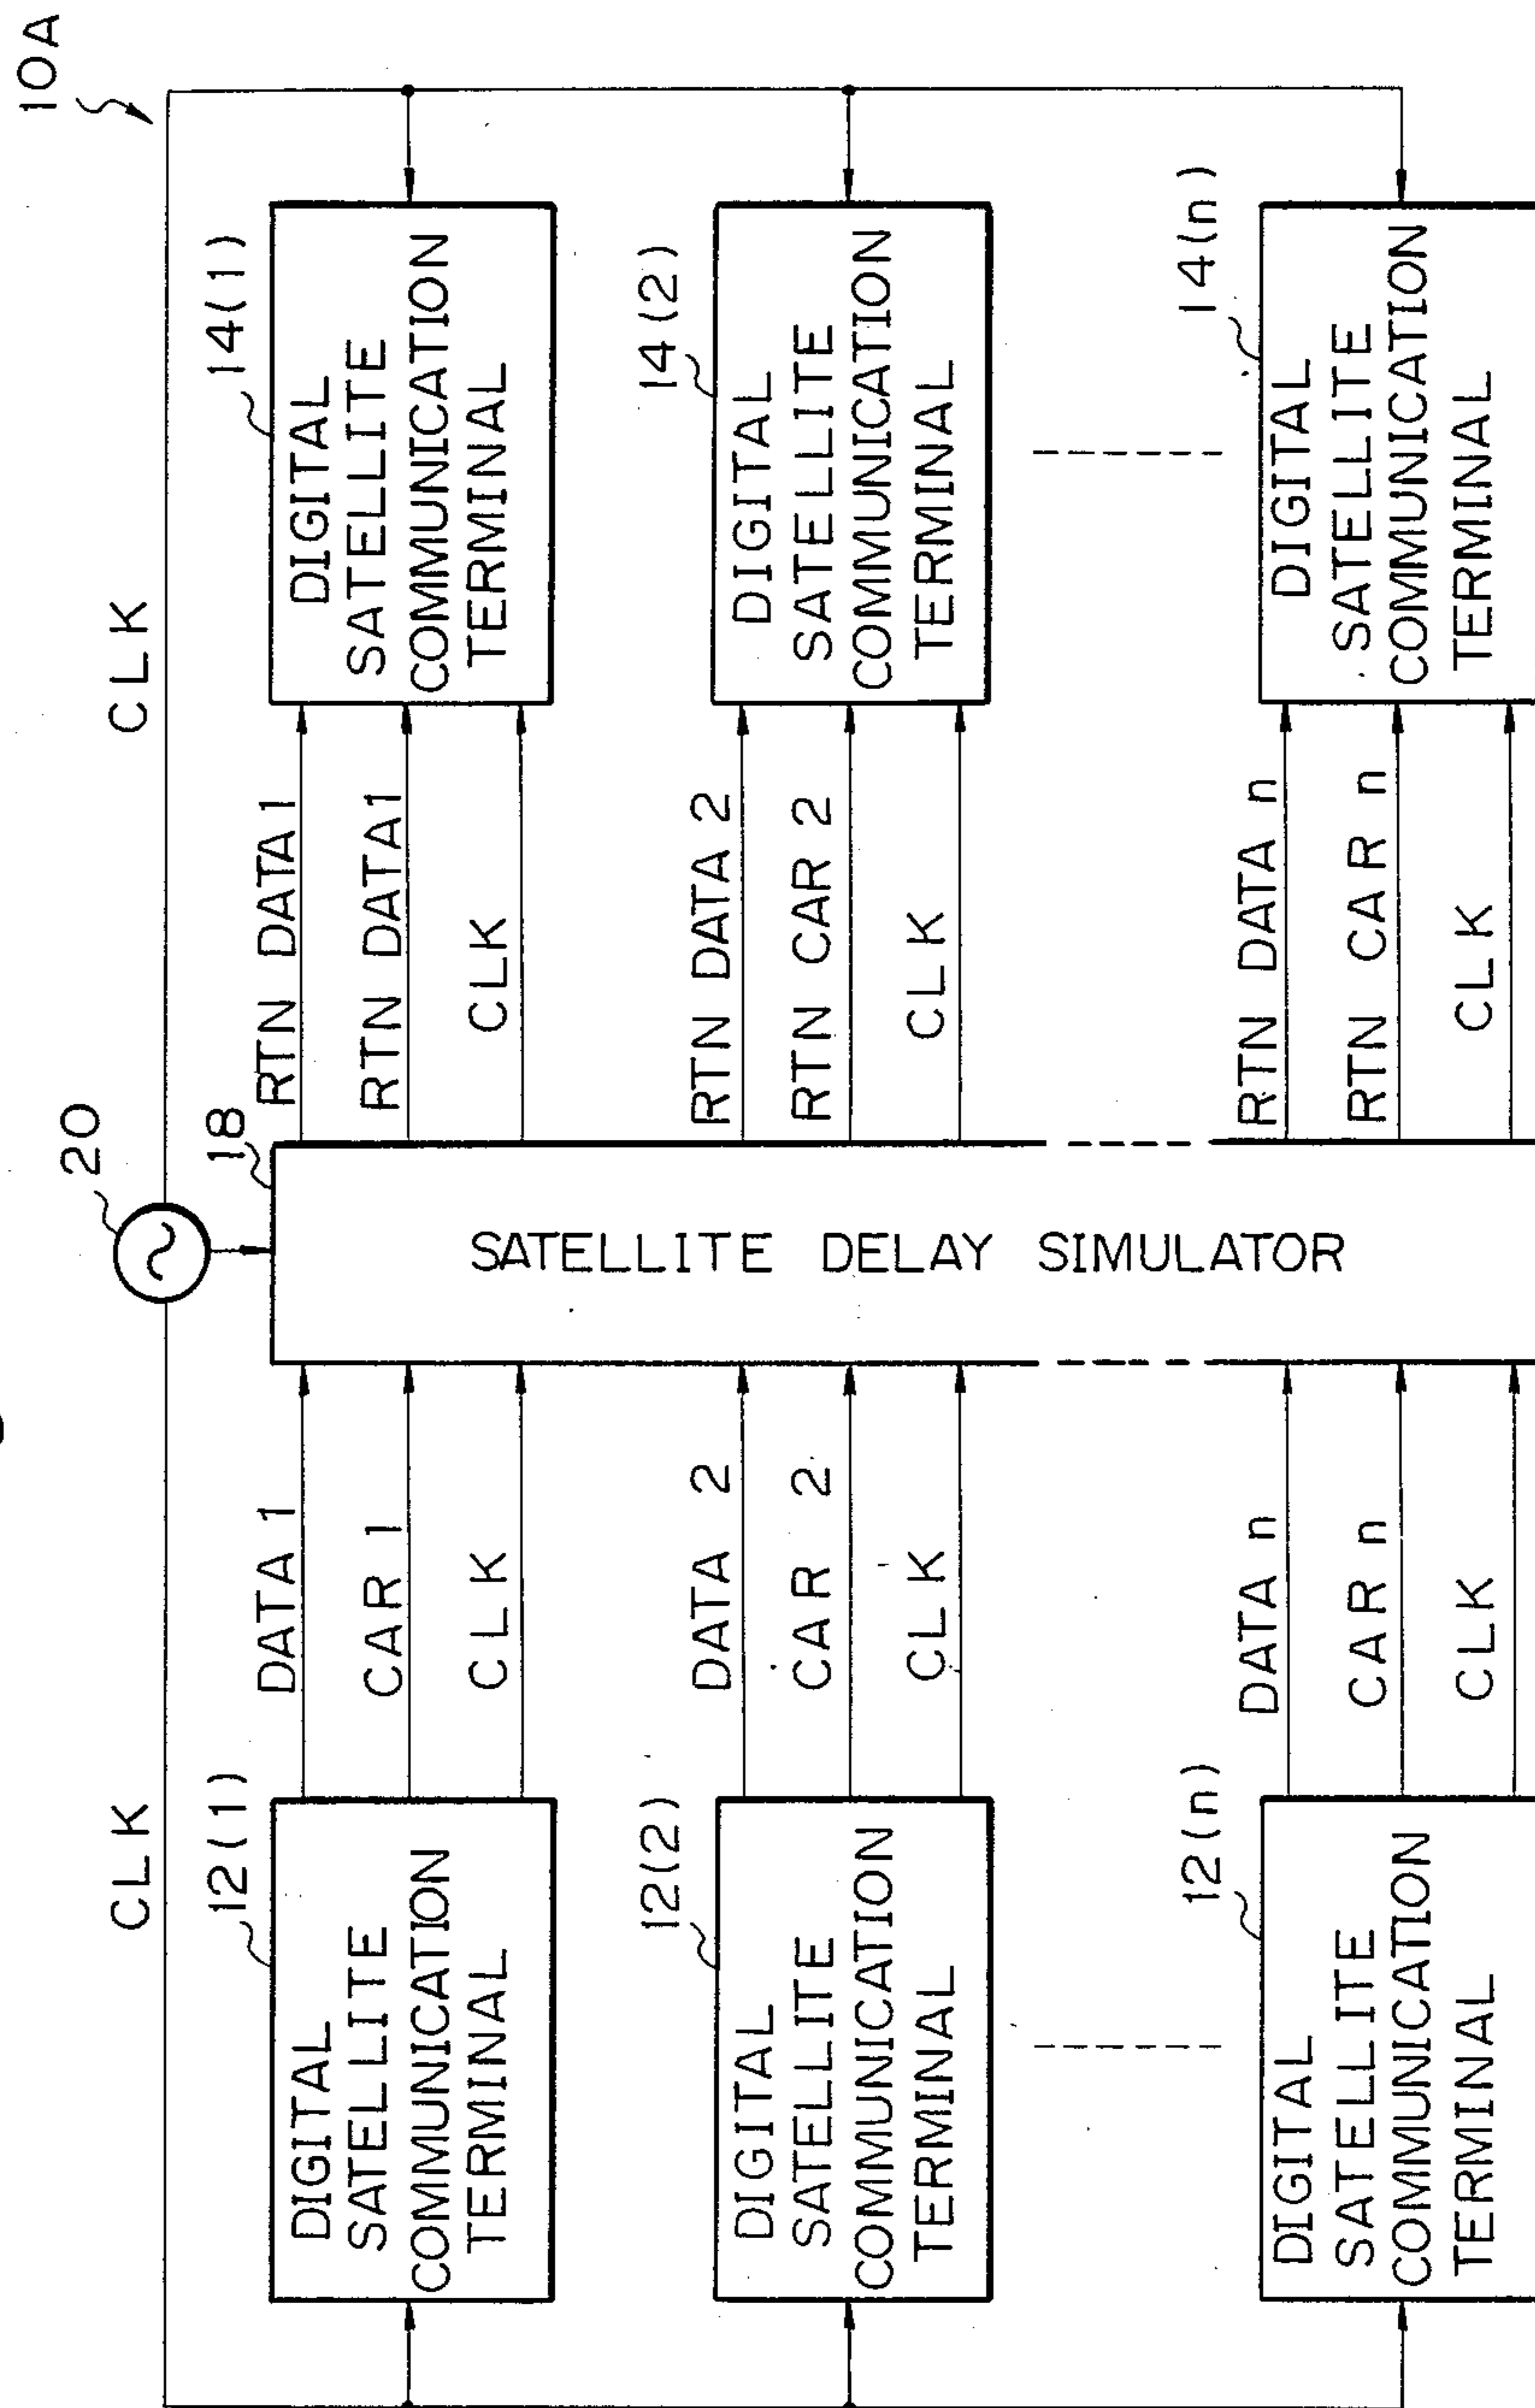 10A
CLK
CLK
20
18
12(1)
DIGITAL
SATELLITE
COMMUNICATION
TERMINAL
DATA 1
CAR 1
CLK
SATELLITE DELAY SIMULATOR
RTN DATA 1
RTN DATA1
CLK
14(1)
DIGITAL
SATELLITE
COMMUNICATION
TERMINAL
12(2)
DIGITAL
SATELLITE
COMMUNICATION
TERMINAL
DATA 2
CAR 2
CLK
RTN DATA 2
RTN CAR 2
CLK
14(2)
DIGITAL
SATELLITE
COMMUNICATION
TERMINAL
12(n)
DIGITAL
SATELLITE
COMMUNICATION
TERMINAL
DATA n
CAR n
CLK
RTN DATA n
RTN CAR n
CLK
14(n)
DIGITAL
SATELLITE
COMMUNICATION
TERMINAL